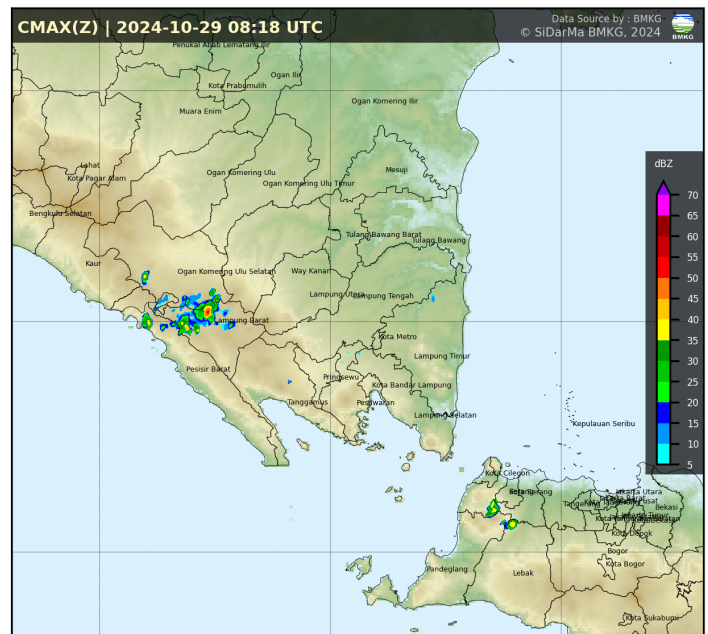 CMAX(Z) | 2024-10-29 08:18 UTC
Data Source by : BMKG
© SiDarMa BMKG, 2024
BMKG
Penukal Abab Lematang Ilir
Ogan Ilir
Kota Prabumulih
Ogan Komering Ilir
Muara Enim
Lahat
Kota Pagar Alam
Mesuji
Ogan Komering Ulu
Ogan Komering Ulu Timur
Bengkulu Selatan
Tulang Bawang Barat
Tulang Bawang
Kaur
Ogan Komering Ulu Selatan
Way Kanan
Lampung Utara
Lampung Tengah
Lampung Barat
Kota Metro
Lampung Timur
Pesisir Barat
Pringsewu
Kota Bandar Lampung
Tanggamus
Pesawaran
Lampung Selatan
Kepulauan Seribu
Kota Cilegon
Serang
Jakarta Utara
Jakarta Barat
Tangerang
Bekasi
Jakarta Timur
Kota Depok
Bogor
Kota Bogor
Pandeglang
Lebak
Kota Sukabumi
dBZ
70
65
60
55
50
45
40
35
30
25
20
15
10
5